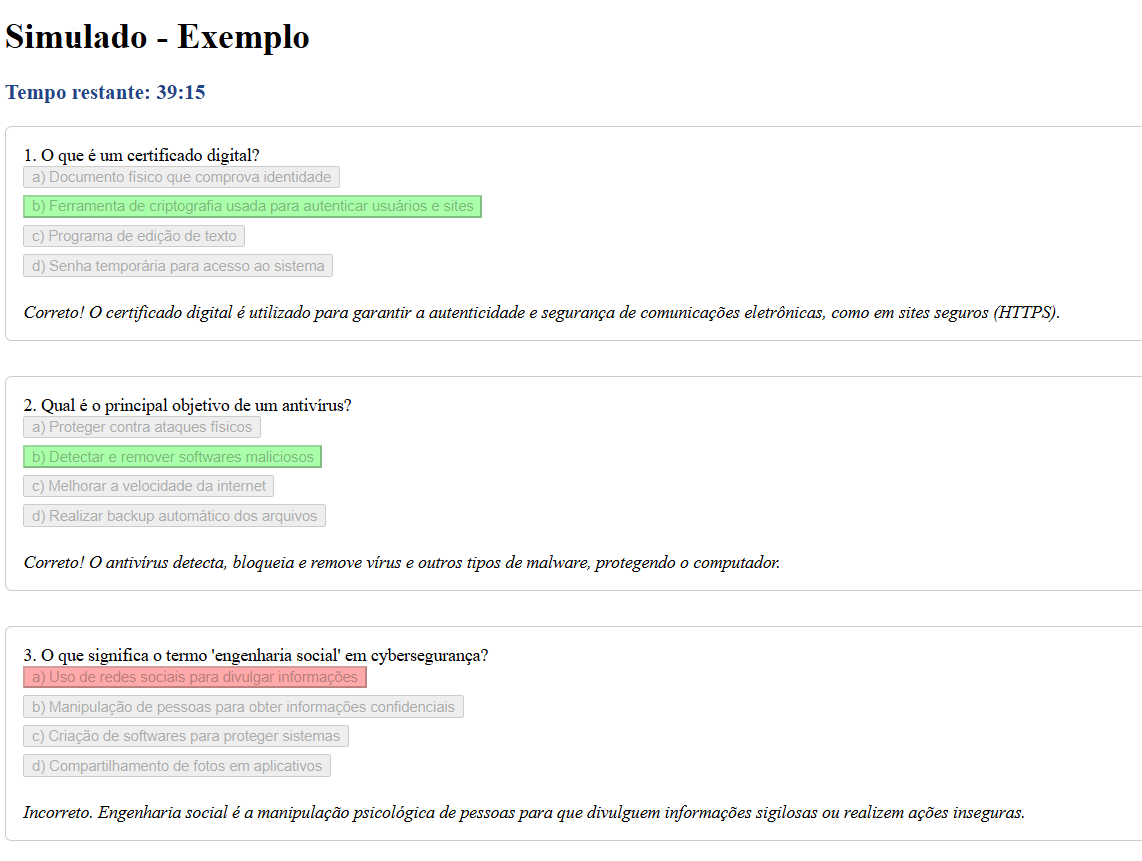 Simulado - Exemplo
Tempo restante: 39:15
1. O que é um certificado digital?
a) Documento físico que comprova identidade
b) Ferramenta de criptografia usada para autenticar usuários e sites
c) Programa de edição de texto
d) Senha temporária para acesso ao sistema
Correto! O certificado digital é utilizado para garantir a autenticidade e segurança de comunicações eletrônicas, como em sites seguros (HTTPS).
2. Qual é o principal objetivo de um antivírus?
a) Proteger contra ataques físicos
b) Detectar e remover softwares maliciosos
c) Melhorar a velocidade da internet
d) Realizar backup automático dos arquivos
Correto! O antivírus detecta, bloqueia e remove vírus e outros tipos de malware, protegendo o computador.
3. O que significa o termo 'engenharia social' em cybersegurança?
a) Uso de redes sociais para divulgar informações
b) Manipulação de pessoas para obter informações confidenciais
c) Criação de softwares para proteger sistemas
d) Compartilhamento de fotos em aplicativos
Incorreto. Engenharia social é a manipulação psicológica de pessoas para que divulguem informações sigilosas ou realizem ações inseguras.